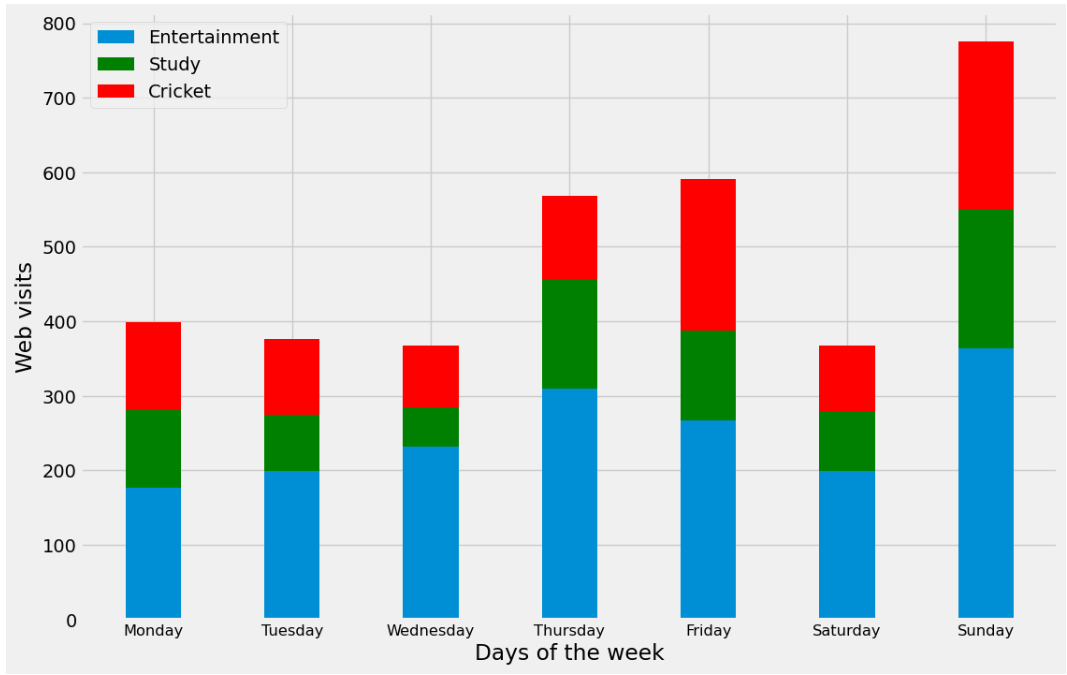 800
700
600
500
400
300
200
100
0
Entertainment
Study
Cricket
Web visits
Monday Tuesday Wednesday Thursday Friday Saturday Sunday
Days of the week